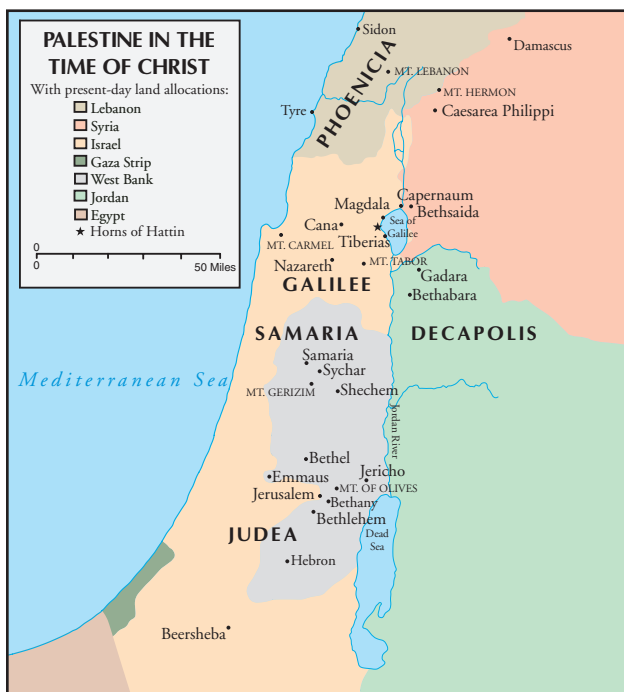 PALESTINE IN THE
TIME OF CHRIST
With present-day land allocations:
Lebanon
Syria
Israel
Gaza Strip
West Bank
Jordan
Egypt
★ Horns of Hattin
0
0
50 Miles
Sidon
Damascus
PHOENICIA
MT. LEBANON
MT. HERMON
Caesarea Philippi
Tyre
Capernaum
Magdala
Bethsaida
Cana
Sea of
Galilee
Tiberias
MT. CARMEL
Nazareth
MT. TABOR
Gadara
GALILEE
Bethabara
SAMARIA
DECAPOLIS
Samaria
Sychar
Mediterranean Sea
MT. GERIZIM
Shechem
Jordan River
Bethel
Emmaus
Jericho
Jerusalem
MT. OF OLIVES
Bethany
Bethlehem
JUDEA
Dead
Sea
Hebron
Beersheba